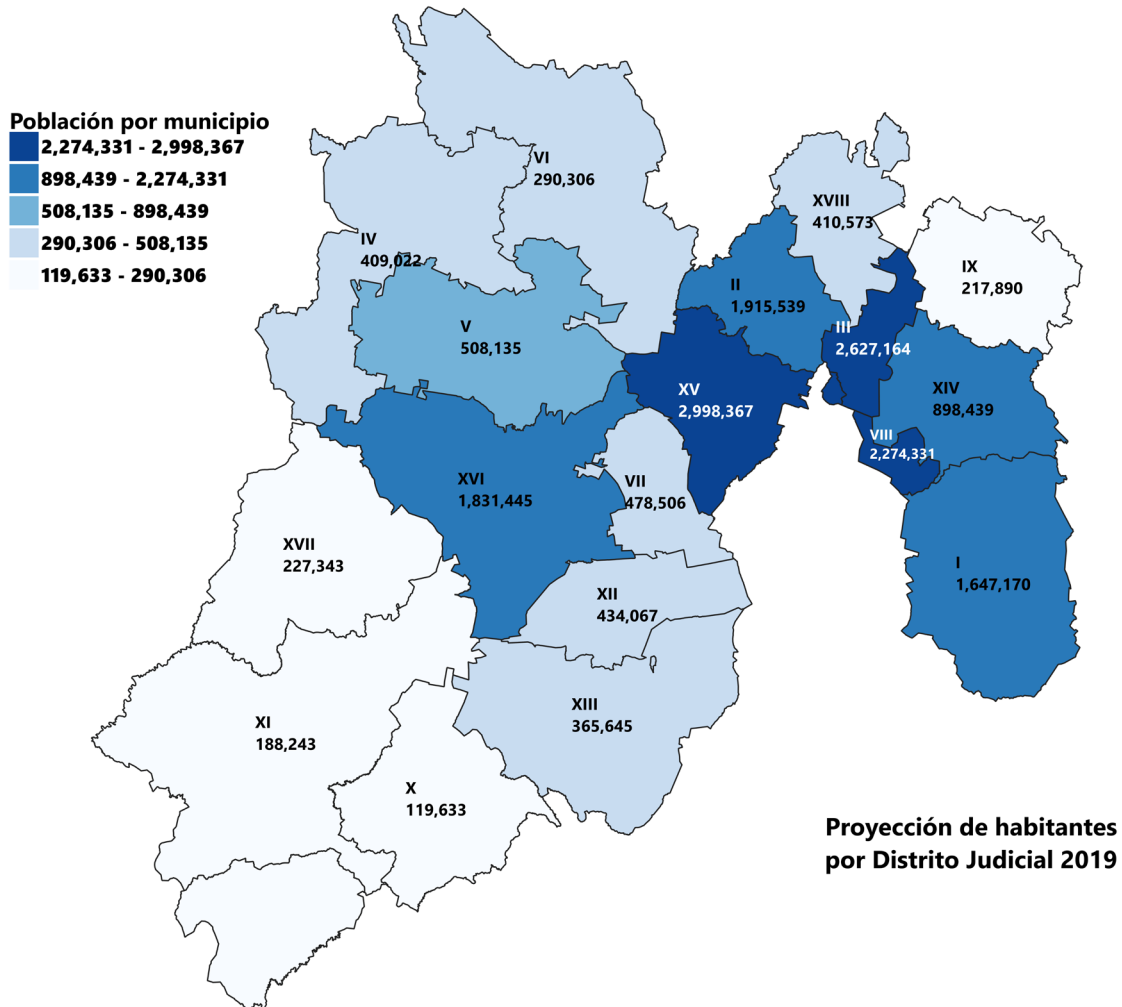 Población por municipio
2,274,331 - 2,998,367
898,439 - 2,274,331
508,135 - 898,439
290,306 - 508,135
119,633 - 290,306
VI
290,306
XVIII
410,573
IV
409,022
IX
217,890
II
1,915,539
V
508,135
III
2,627,164
XV
2,998,367
XIV
898,439
VIII
2,274,331
XVI
1,831,445
VII
478,506
XVII
227,343
I
1,647,170
XII
434,067
XIII
365,645
XI
188,243
X
119,633
Proyección de habitantes
por Distrito Judicial 2019